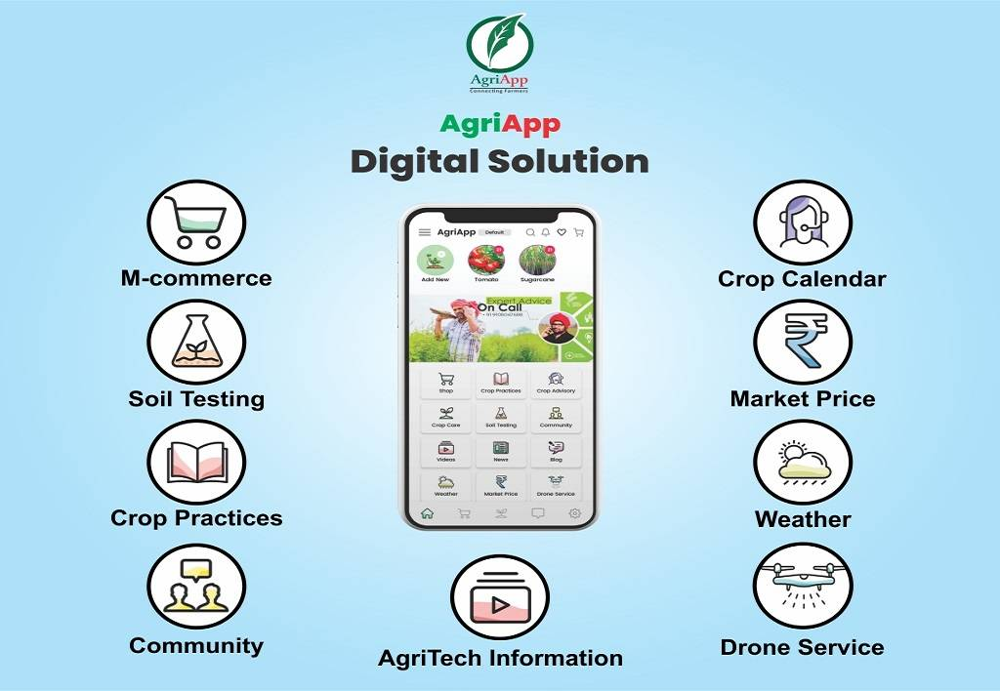 AgriApp
Connecting Farmers
AgriApp
Digital Solution
M-commerce
Soil Testing
Crop Practices
Community
AgriApp Default
21 21
Add New Tomato Sugarcane
Expert Advice
On Call
Shop Crop Practices Crop Advisory
Crop Care Soil Testing Community
Videos News Blog
Weather Market Price Drone Service
AgriTech Information
Crop Calendar
Market Price
Weather
Drone Service